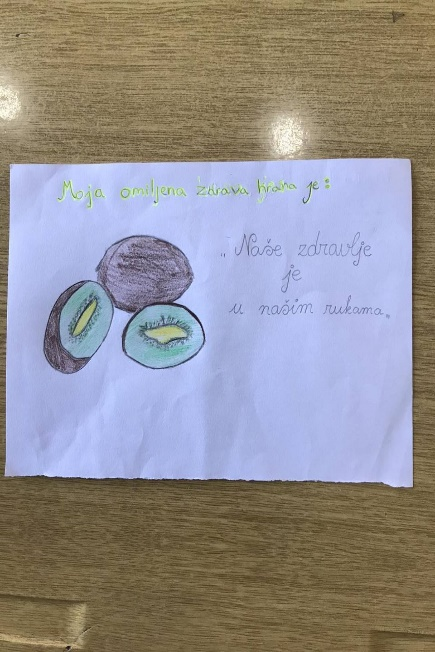 Moja omiljena zdrava hrana je:
„Naše zdravlje
je
u našim rukama.